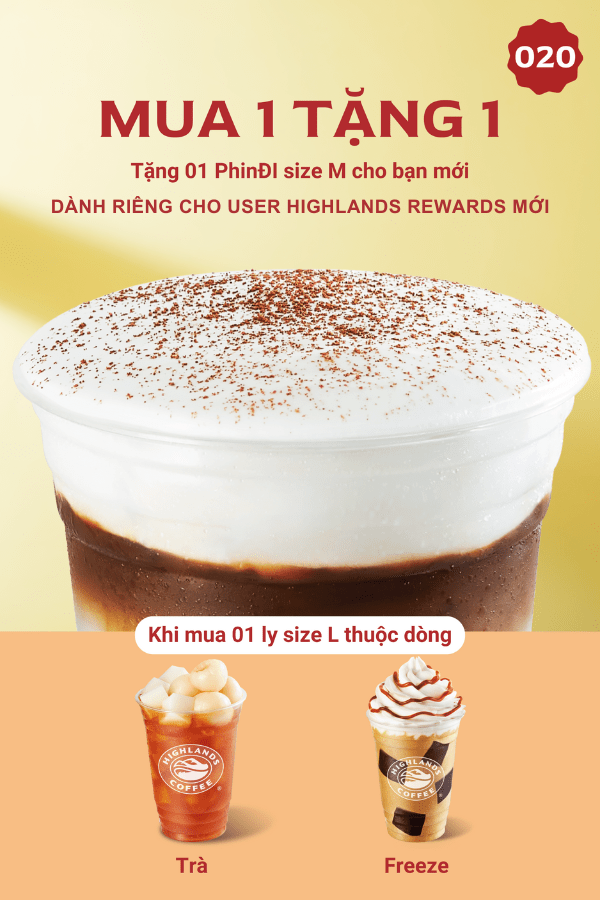 020
MUA 1 TẶNG 1
Tặng 01 PhinĐI size M cho bạn mới
DÀNH RIÊNG CHO USER HIGHLANDS REWARDS MỚI
Khi mua 01 ly size L thuộc dòng
HIGHLANDS
COFFEE
®
HIGHLANDS
COFFEE
®
Trà
Freeze